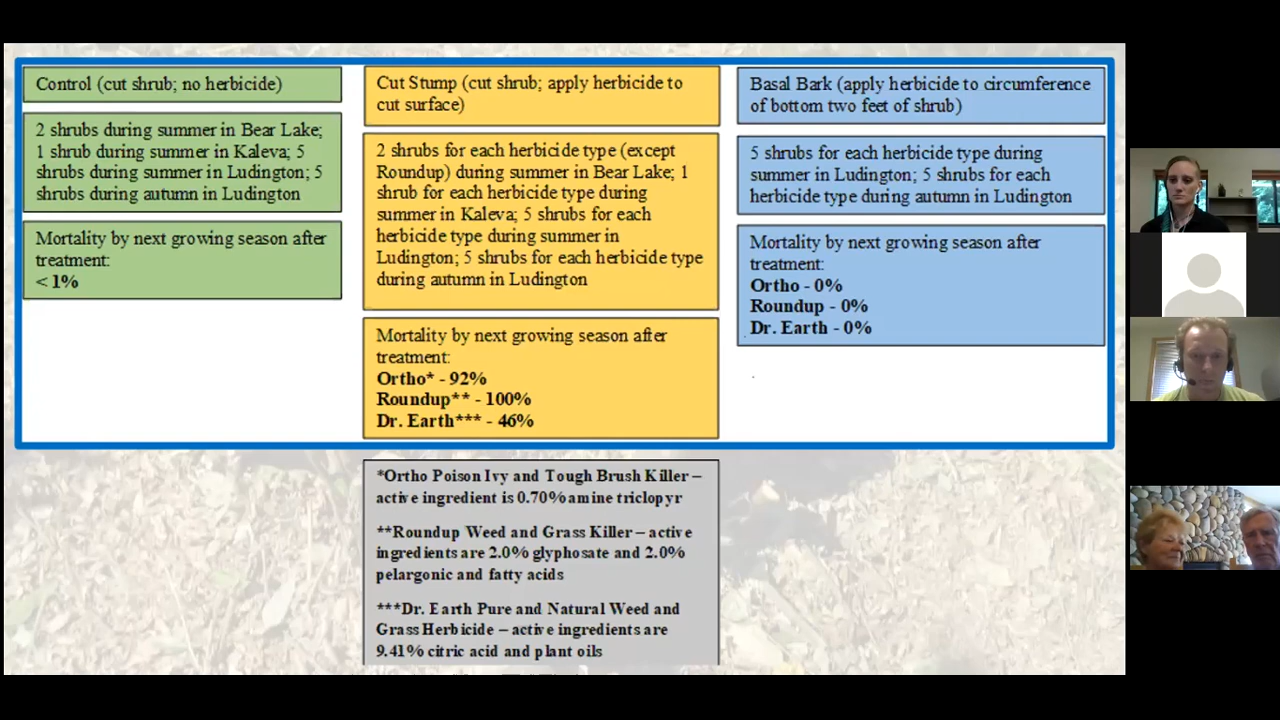 Control (cut shrub; no herbicide)
2 shrubs during summer in Bear Lake;
1 shrub during summer in Kaleva; 5
shrubs during summer in Ludington; 5
shrubs during autumn in Ludington
Mortality by next growing season after
treatment:
< 1%
Cut Stump (cut shrub; apply herbicide to
cut surface)
2 shrubs for each herbicide type (except
Roundup) during summer in Bear Lake; 1
shrub for each herbicide type during
summer in Kaleva; 5 shrubs for each
herbicide type during summer in
Ludington; 5 shrubs for each herbicide type
during autumn in Ludington
Mortality by next growing season after
treatment:
Ortho* - 92%
Roundup** - 100%
Dr. Earth*** - 46%
Basal Bark (apply herbicide to circumference
of bottom two feet of shrub)
5 shrubs for each herbicide type during
summer in Ludington; 5 shrubs for each
herbicide type during autumn in Ludington
Mortality by next growing season after
treatment:
Ortho - 0%
Roundup - 0%
Dr. Earth - 0%
*Ortho Poison Ivy and Tough Brush Killer –
active ingredient is 0.70% amine triclopyr
**Roundup Weed and Grass Killer – active
ingredients are 2.0% glyphosate and 2.0%
pelargonic and fatty acids
***Dr. Earth Pure and Natural Weed and
Grass Herbicide – active ingredients are
9.41% citric acid and plant oils